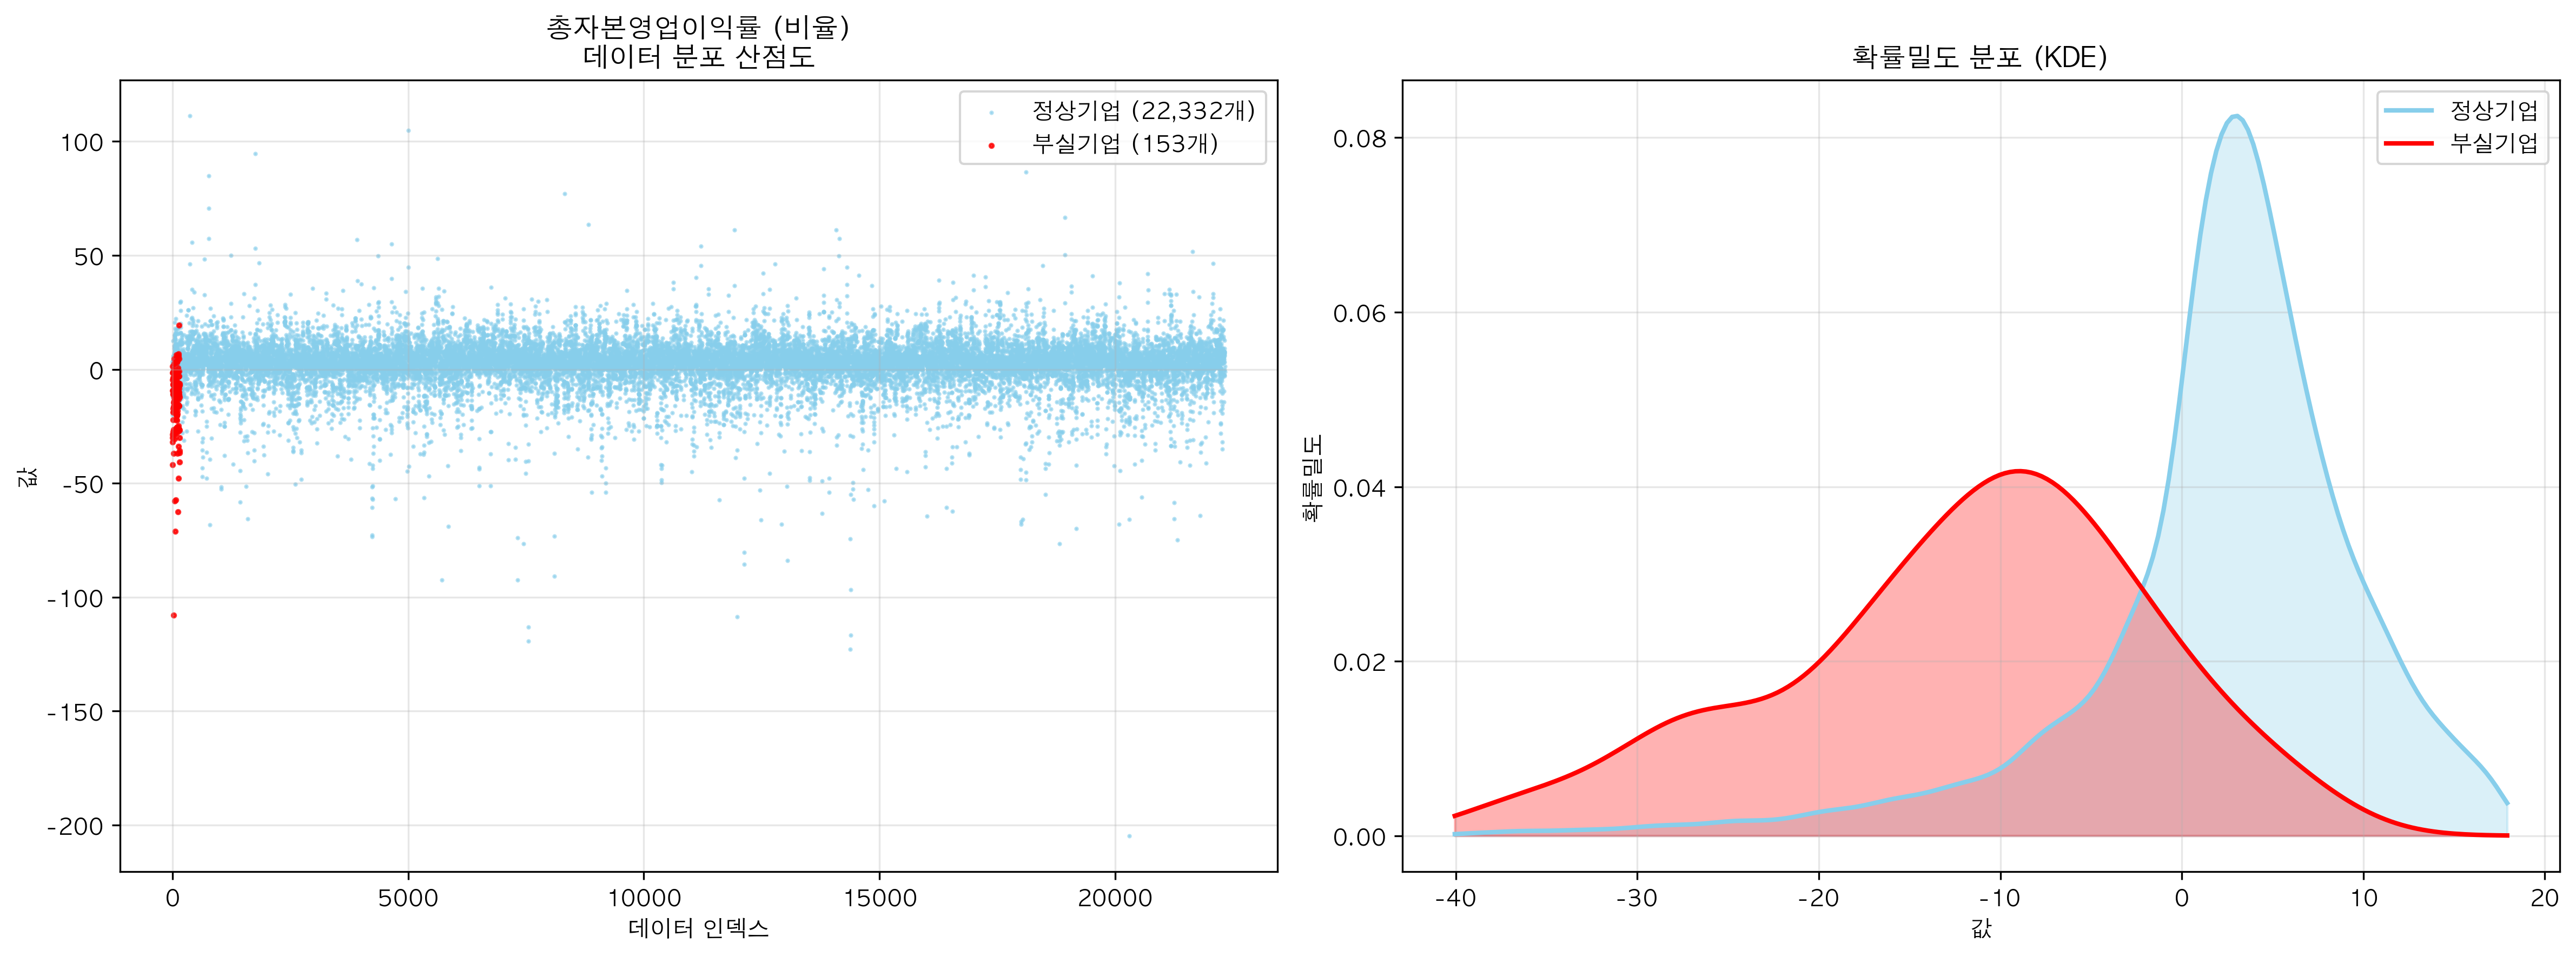 총자본영업이익률 (비율)
데이터 분포 산점도
정상기업 (22,332개)
부실기업 (153개)
100
50
0
-50
-100
-150
-200
값
0
5000
10000
15000
20000
데이터 인덱스
확률밀도 분포 (KDE)
정상기업
부실기업
0.08
0.06
0.04
0.02
0.00
확률밀도
-40
-30
-20
-10
0
10
20
값